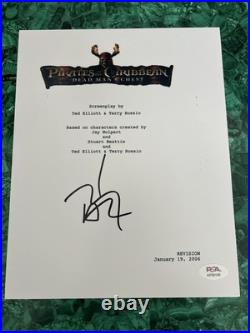 PIRATES of the CARIBBEAN
DEAD MAN'S CHEST
Screenplay by
Ted Elliott & Terry Rossio
Based on characters created by
Jay Wolpert
and
Stuart Beattie
and
Ted Elliott & Terry Rossio
REVISION
January 19, 2006
PSA